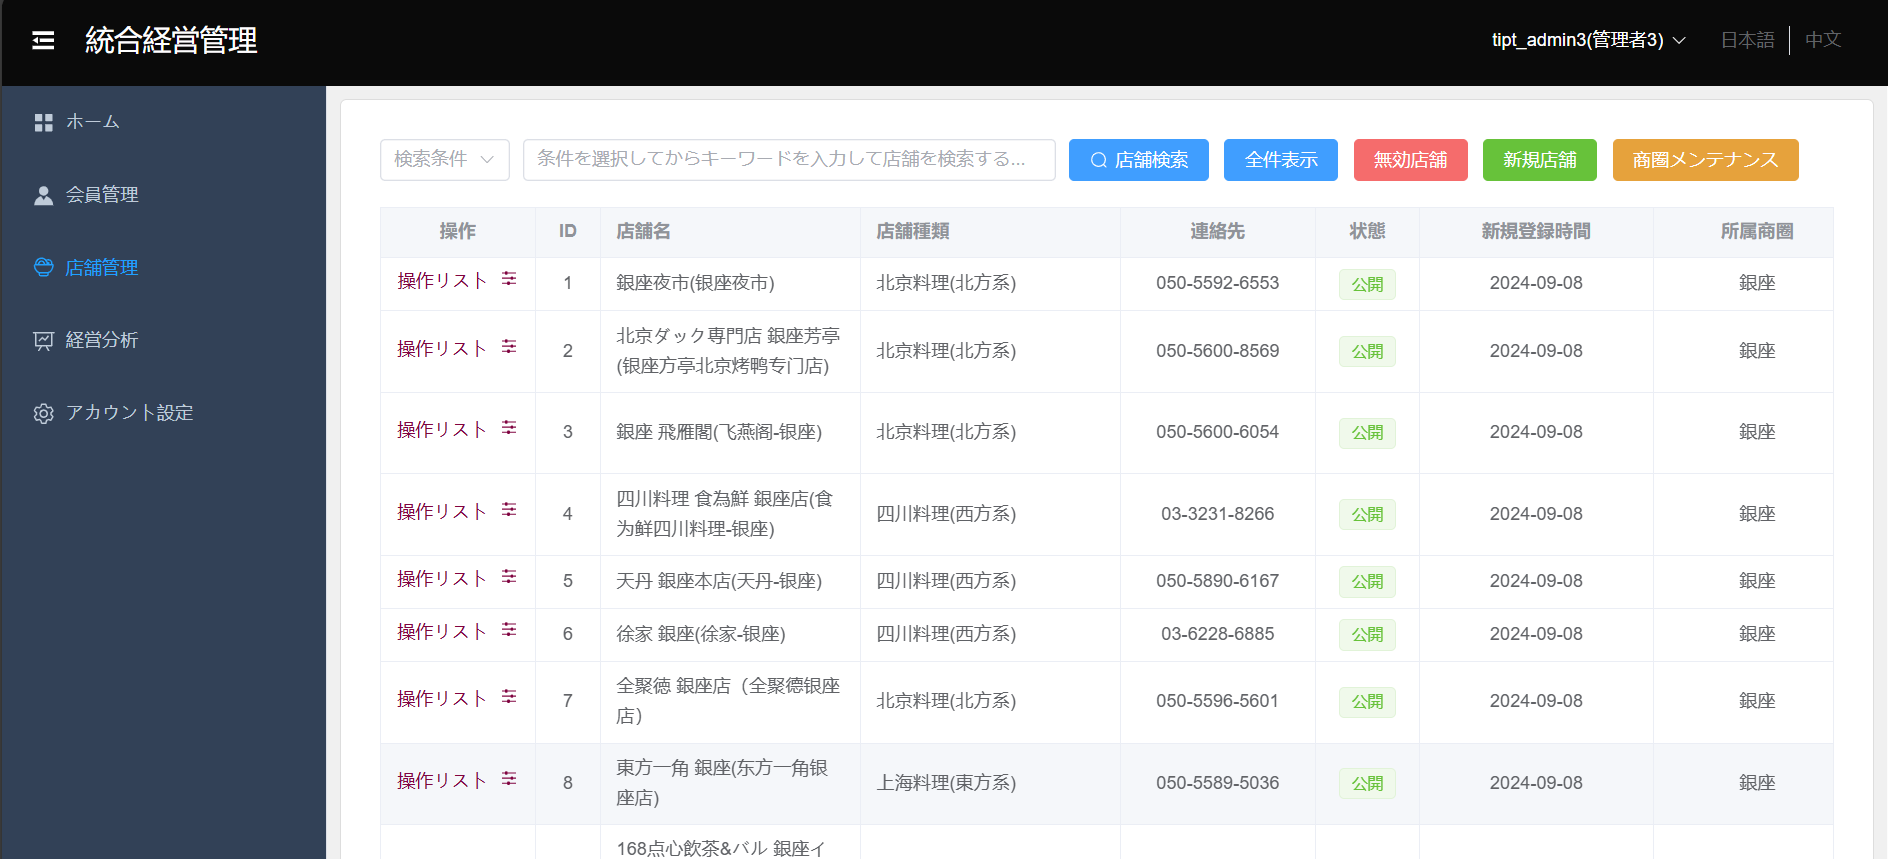 統合経営管理
tipt_admin3(管理者3)
日本語
中文
ホーム
会員管理
店舗管理
経営分析
アカウント設定
検索条件
条件を選択してからキーワードを入力して店舗を検索する...
店舗検索
全件表示
無効店舗
新規店舗
商圏メンテナンス
操作 ID 店舗名 店舗種類 連絡先 状態 新規登録時間 所属商圏
操作リスト 1 銀座夜市(银座夜市) 北京料理(北方系) 050-5592-6553 公開 2024-09-08 銀座
操作リスト 2 北京ダック専門店 銀座芳亭
(银座方亭北京烤鸭专门店) 北京料理(北方系) 050-5600-8569 公開 2024-09-08 銀座
操作リスト 3 銀座 飛雁閣(飞燕阁-银座) 北京料理(北方系) 050-5600-6054 公開 2024-09-08 銀座
操作リスト 4 四川料理 食為鮮 銀座店(食
为鲜四川料理-银座) 四川料理(西方系) 03-3231-8266 公開 2024-09-08 銀座
操作リスト 5 天丹 銀座本店(天丹-银座) 四川料理(西方系) 050-5890-6167 公開 2024-09-08 銀座
操作リスト 6 徐家 銀座(徐家-银座) 四川料理(西方系) 03-6228-6885 公開 2024-09-08 銀座
操作リスト 7 全聚徳 銀座店（全聚德银座
店） 北京料理(北方系) 050-5596-5601 公開 2024-09-08 銀座
操作リスト 8 東方一角 銀座(东方一角银
座店) 上海料理(東方系) 050-5589-5036 公開 2024-09-08 銀座
168点心飲茶&バル 銀座イ